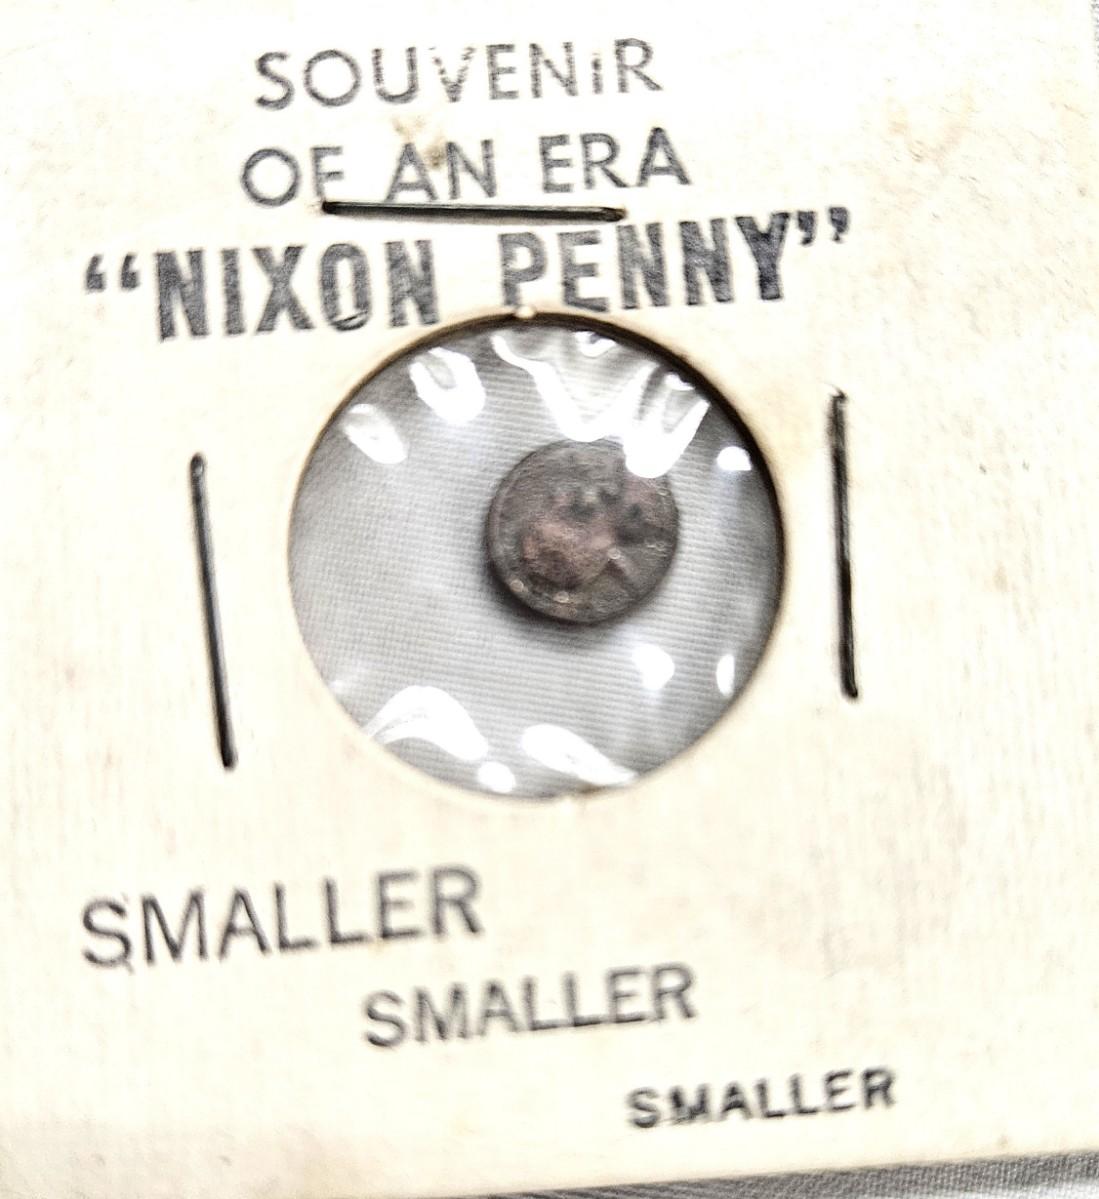 SOUVENiR
OF AN ERA
“NIXON PENNY”
SMALLER
SMALLER
SMALLER